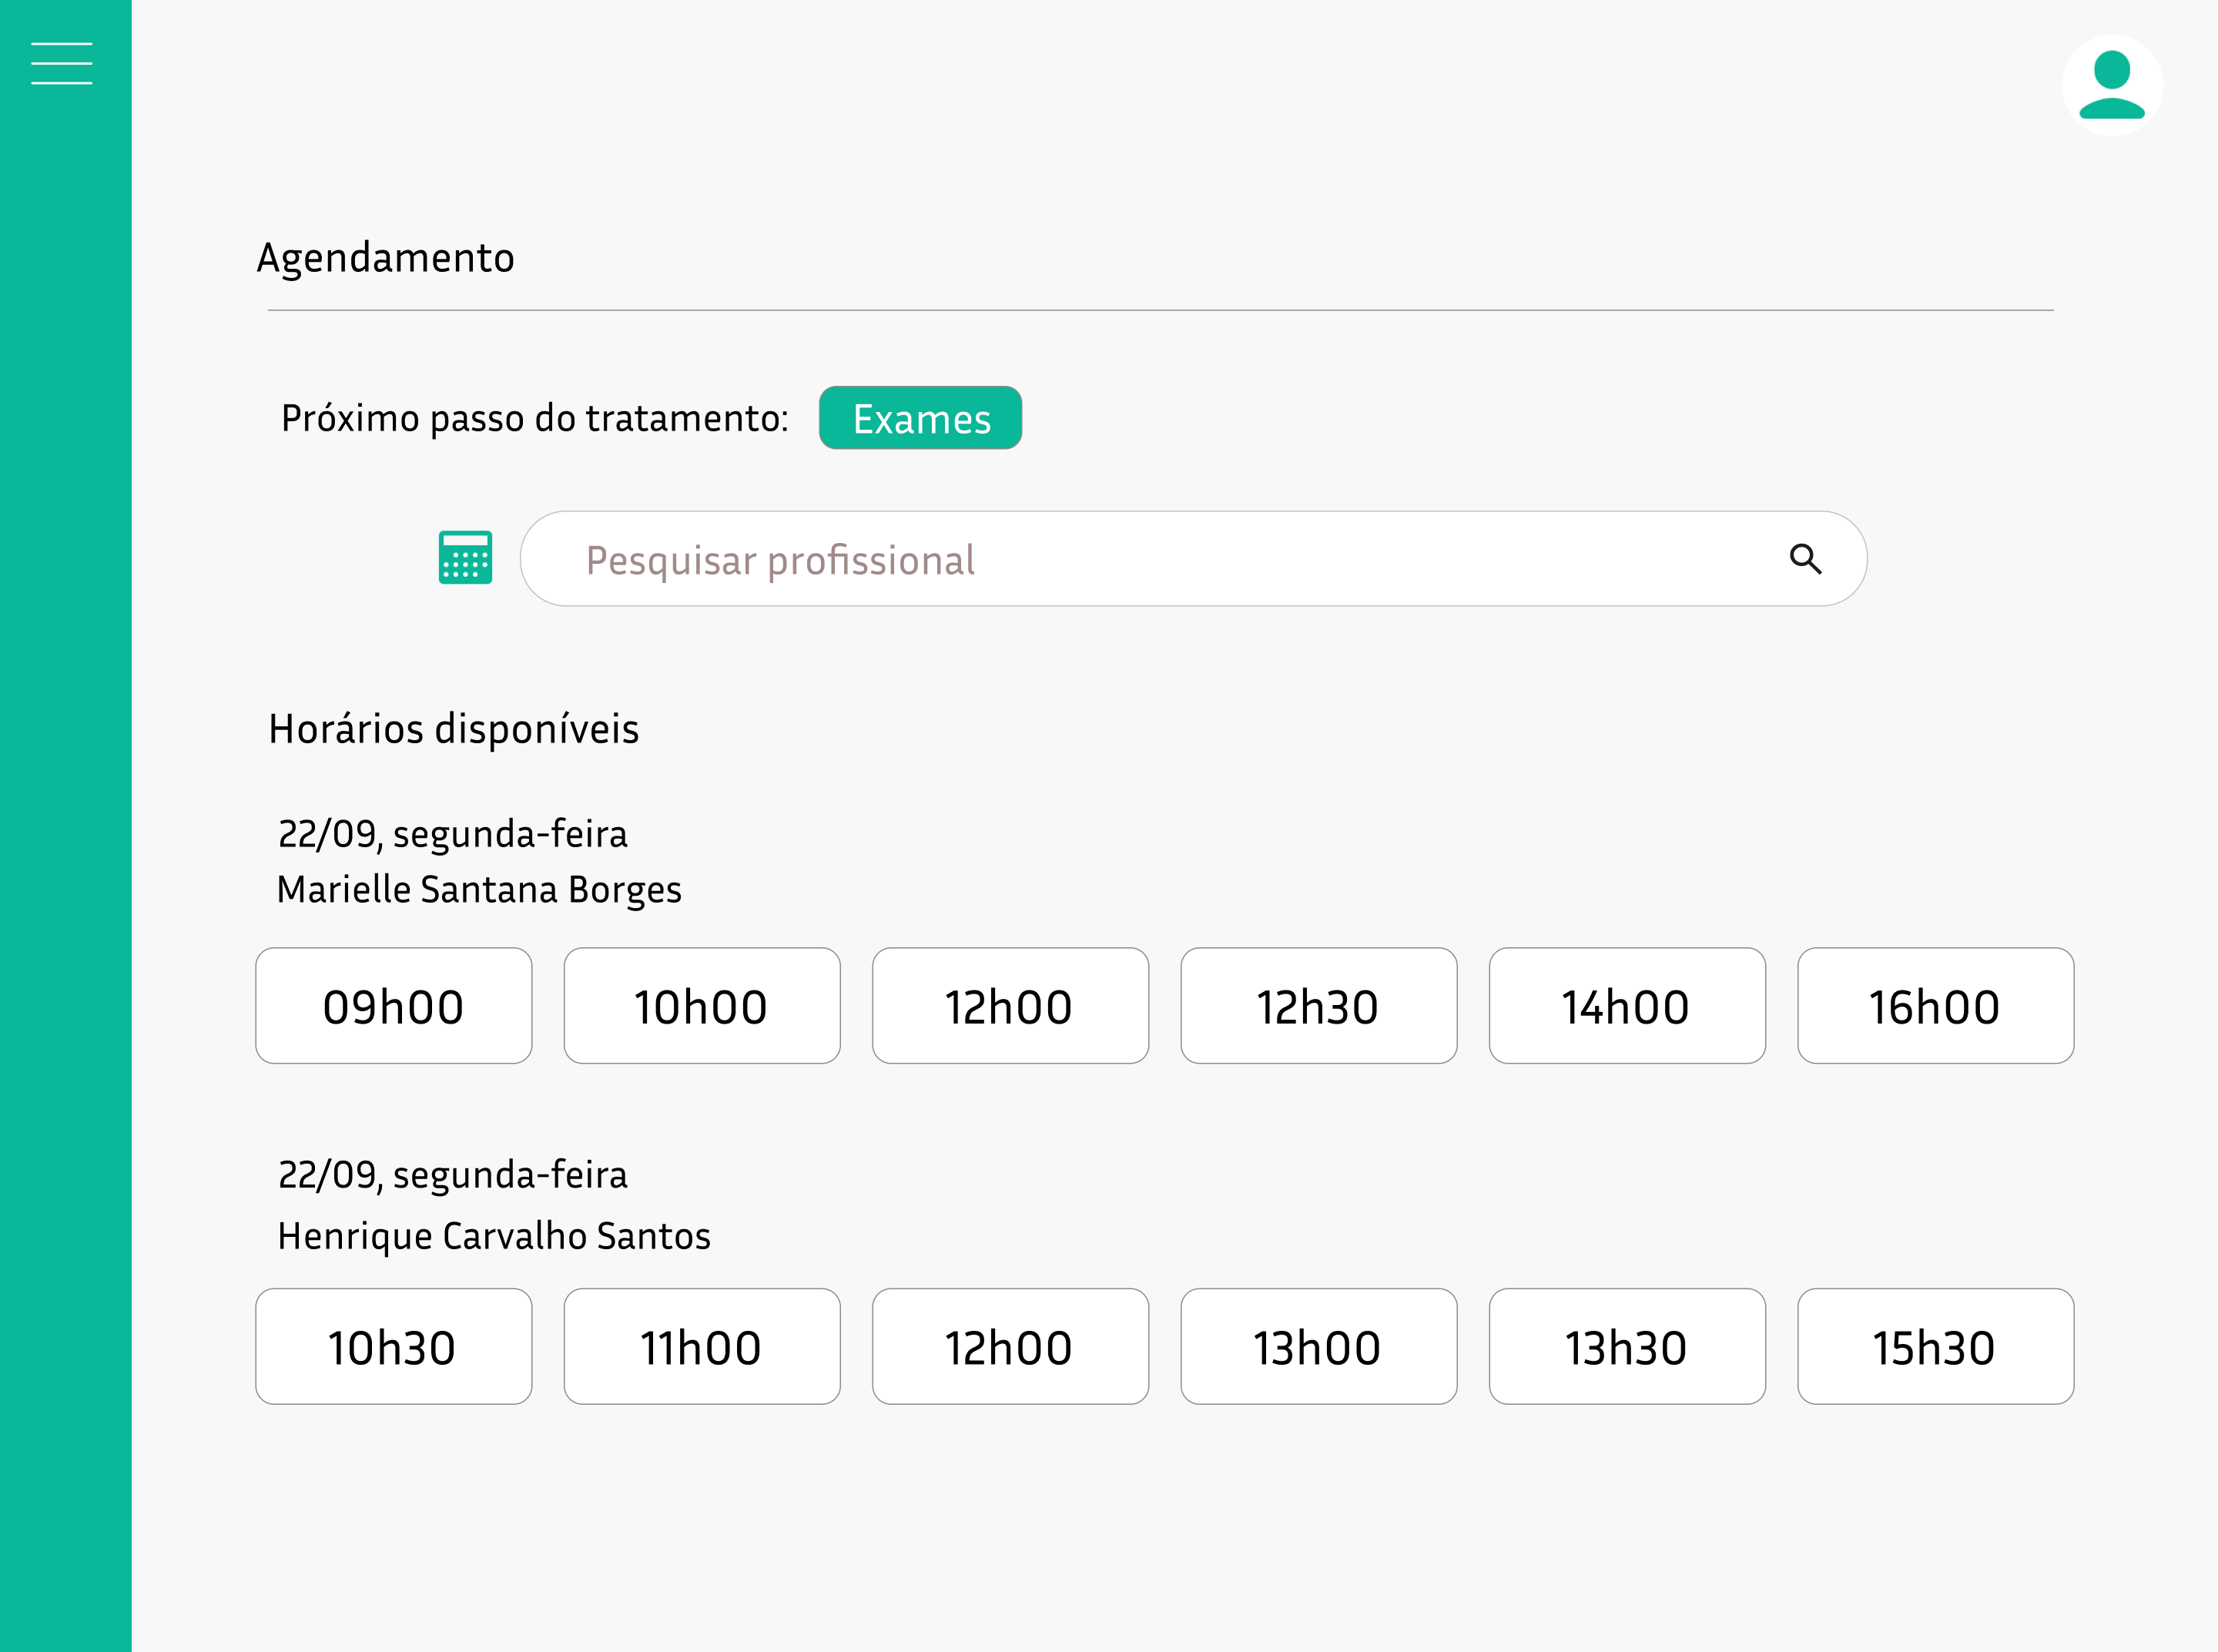 Agendamento
Próximo passo do tratamento: Exames
Pesquisar profissional
Horários disponíveis
22/09, segunda-feira
Marielle Santana Borges
09h00 10h00 12h00 12h30 14h00 16h00
22/09, segunda-feira
Henrique Carvalho Santos
10h30 11h00 12h00 13h00 13h30 15h30